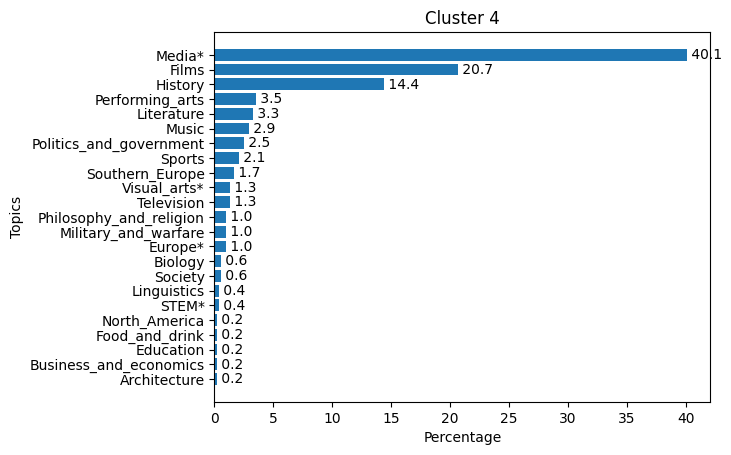 Cluster 4
Topics
Media* 40.1
Films 20.7
History 14.4
Performing_arts 3.5
Literature 3.3
Music 2.9
Politics_and_government 2.5
Sports 2.1
Southern_Europe 1.7
Visual_arts* 1.3
Television 1.3
Philosophy_and_religion 1.0
Military_and_warfare 1.0
Europe* 1.0
Biology 0.6
Society 0.6
Linguistics 0.4
STEM* 0.4
North_America 0.2
Food_and_drink 0.2
Education 0.2
Business_and_economics 0.2
Architecture 0.2
0 5 10 15 20 25 30 35 40
Percentage